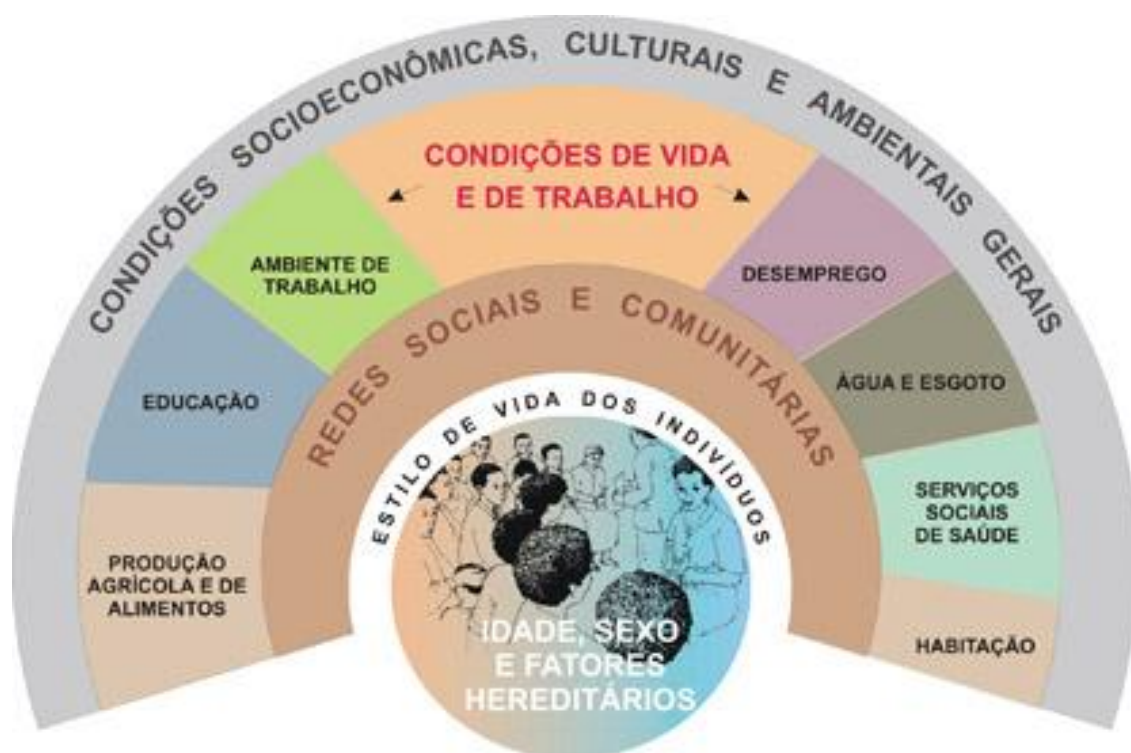 CONDIÇÕES SOCIOECONÔMICAS, CULTURAIS E AMBIENTAIS GERAIS
CONDIÇÕES DE VIDA
E DE TRABALHO
AMBIENTE DE
TRABALHO
DESEMPREGO
EDUCAÇÃO
ÁGUA E ESGOTO
PRODUÇÃO
AGRÍCOLA E DE
ALIMENTOS
SERVIÇOS
SOCIAIS
DE SAÚDE
HABITAÇÃO
REDES SOCIAIS E COMUNITÁRIAS
ESTILO DE VIDA DOS INDIVÍDUOS
IDADE, SEXO
E FATORES
HEREDITÁRIOS